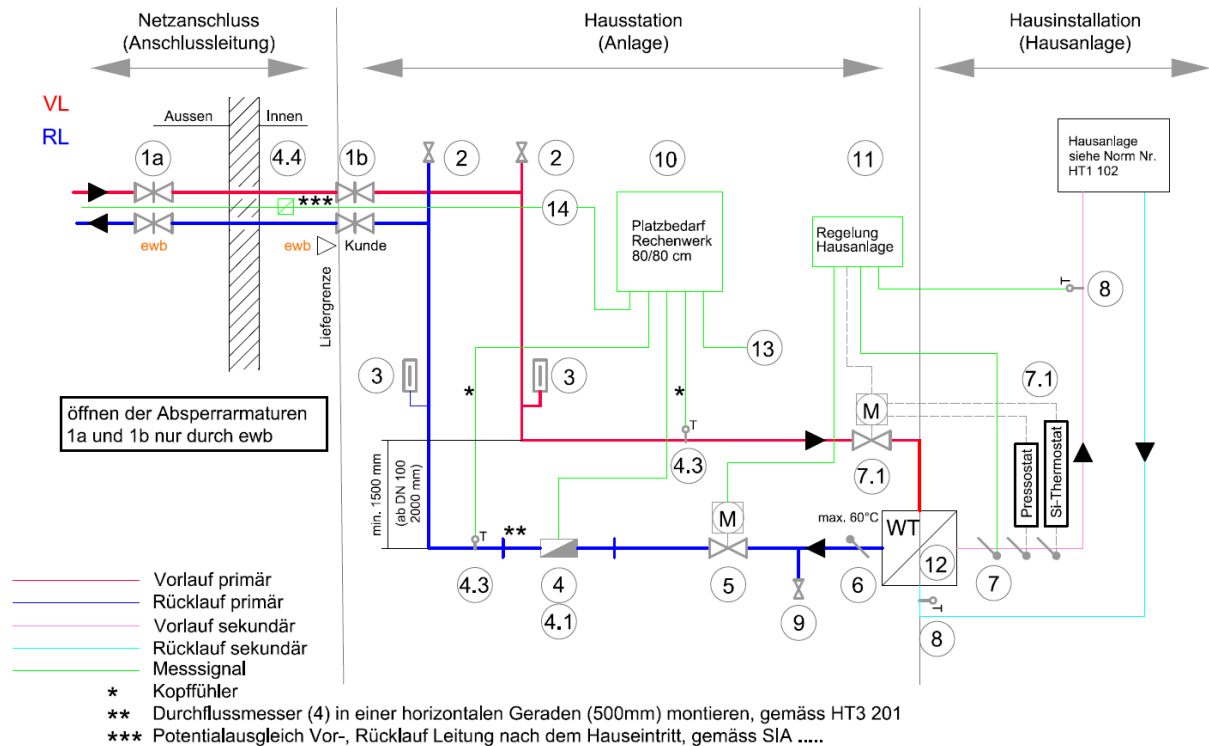 Netzanschluss
(Anschlussleitung)
Hausstation
(Anlage)
Hausinstallation
(Hausanlage)
VL
RL
Aussen
Innen
1a
4.4
1b
2
2
10
11
Hausanlage
siehe Norm Nr.
HT1 102
***
14
Platzbedarf
Rechenwerk
80/80 cm
Regelung
Hausanlage
ewb
ewb
Kunde
Liefergrenze
T
8
13
3
3
*
*
7.1
öffnen der Absperrarmaturen
1a und 1b nur durch ewb
M
T
4.3
7.1
min. 1500 mm
(ab DN 100
2000 mm)
Pressostat
Si-Thermostat
M
max. 60°C
WT
T
**
12
4.3
4
5
6
7
4.1
9
T
8
Vorlauf primär
Rücklauf primär
Vorlauf sekundär
Rücklauf sekundär
Messsignal
* Kopffühler
** Durchflussmesser (4) in einer horizontalen Geraden (500mm) montieren, gemäss HT3 201
*** Potentialausgleich Vor-, Rücklauf Leitung nach dem Hauseintritt, gemäss SIA .....